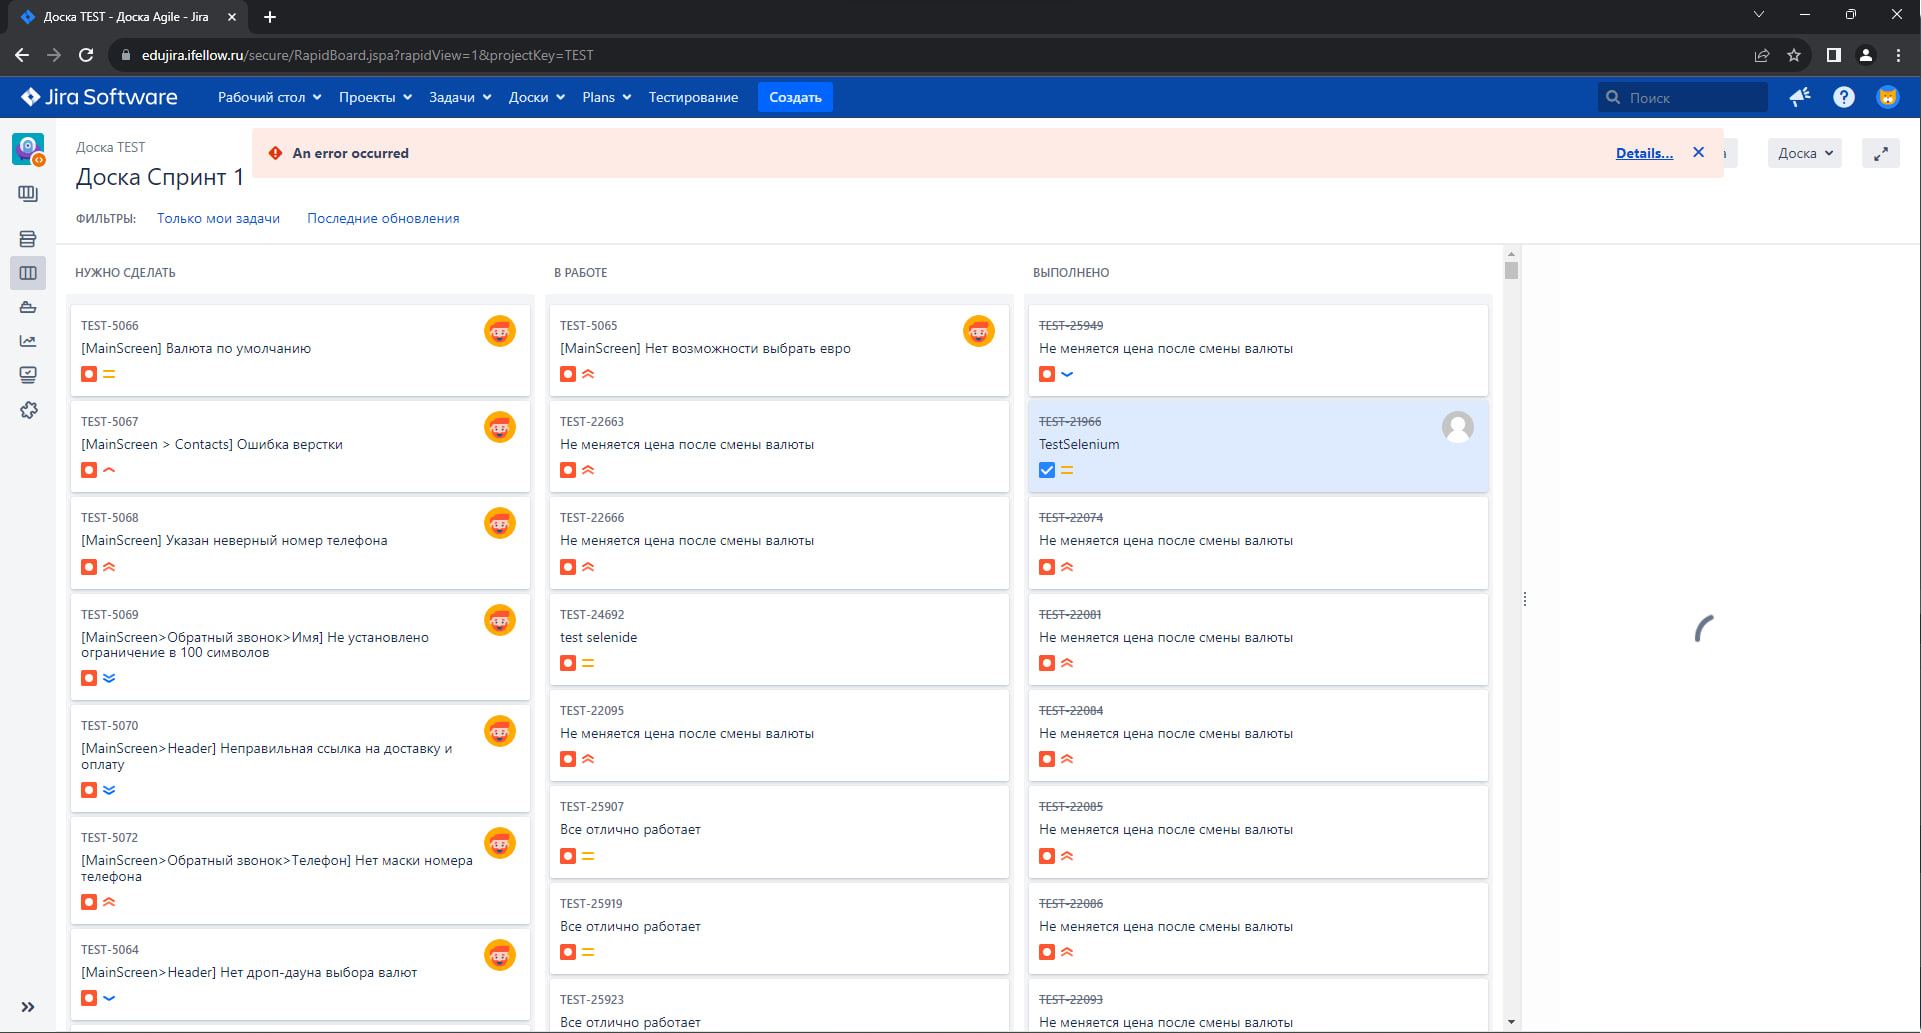 Доска TEST - Доска Agile - Jira
edujira.ifellow.ru/secure/RapidBoard.jspa?rapidView=1&projectKey=TEST
Jira Software
Рабочий стол
Проекты
Задачи
Доски
Plans
Тестирование
Создать
Поиск
Доска TEST
An error occurred
Details...
Доска
Доска Спринт 1
ФИЛЬТРЫ:
Только мои задачи
Последние обновления
НУЖНО СДЕЛАТЬ
TEST-5066
[MainScreen] Валюта по умолчанию
TEST-5067
[MainScreen > Contacts] Ошибка верстки
TEST-5068
[MainScreen] Указан неверный номер телефона
TEST-5069
[MainScreen>Обратный звонок>Имя] Не установлено
ограничение в 100 символов
TEST-5070
[MainScreen>Header] Неправильная ссылка на доставку и
оплату
TEST-5072
[MainScreen>Обратный звонок>Телефон] Нет маски номера
телефона
TEST-5064
[MainScreen>Header] Нет дроп-дауна выбора валют
В РАБОТЕ
TEST-5065
[MainScreen] Нет возможности выбрать евро
TEST-22663
Не меняется цена после смены валюты
TEST-22666
Не меняется цена после смены валюты
TEST-24692
test selenide
TEST-22095
Не меняется цена после смены валюты
TEST-25907
Все отлично работает
TEST-25919
Все отлично работает
TEST-25923
Все отлично работает
ВЫПОЛНЕНО
TEST-25949
Не меняется цена после смены валюты
TEST-21966
TestSelenium
TEST-22074
Не меняется цена после смены валюты
TEST-22081
Не меняется цена после смены валюты
TEST-22084
Не меняется цена после смены валюты
TEST-22085
Не меняется цена после смены валюты
TEST-22086
Не меняется цена после смены валюты
TEST-22093
Не меняется цена после смены валюты